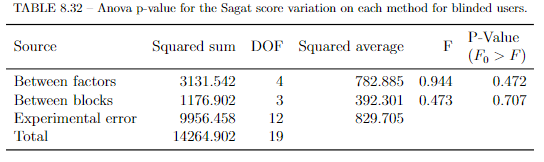 TABLE 8.32 – Anova p-value for the Sagat score variation on each method for blinded users.
Source Squared sum DOF Squared average F P-Value (F₀ > F)
Between factors 3131.542 4 782.885 0.944 0.472
Between blocks 1176.902 3 392.301 0.473 0.707
Experimental error 9956.458 12 829.705
Total 14264.902 19